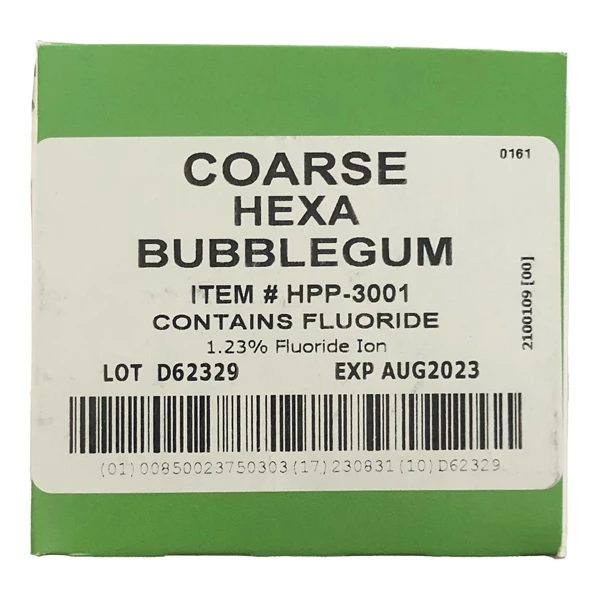 COARSE
HEXA
BUBBLEGUM
ITEM # HPP-3001
CONTAINS FLUORIDE
1.23% Fluoride Ion
LOT D62329 EXP AUG2023
(01)00850023750303(17)230831(10)D62329
0161
2100109 [00]